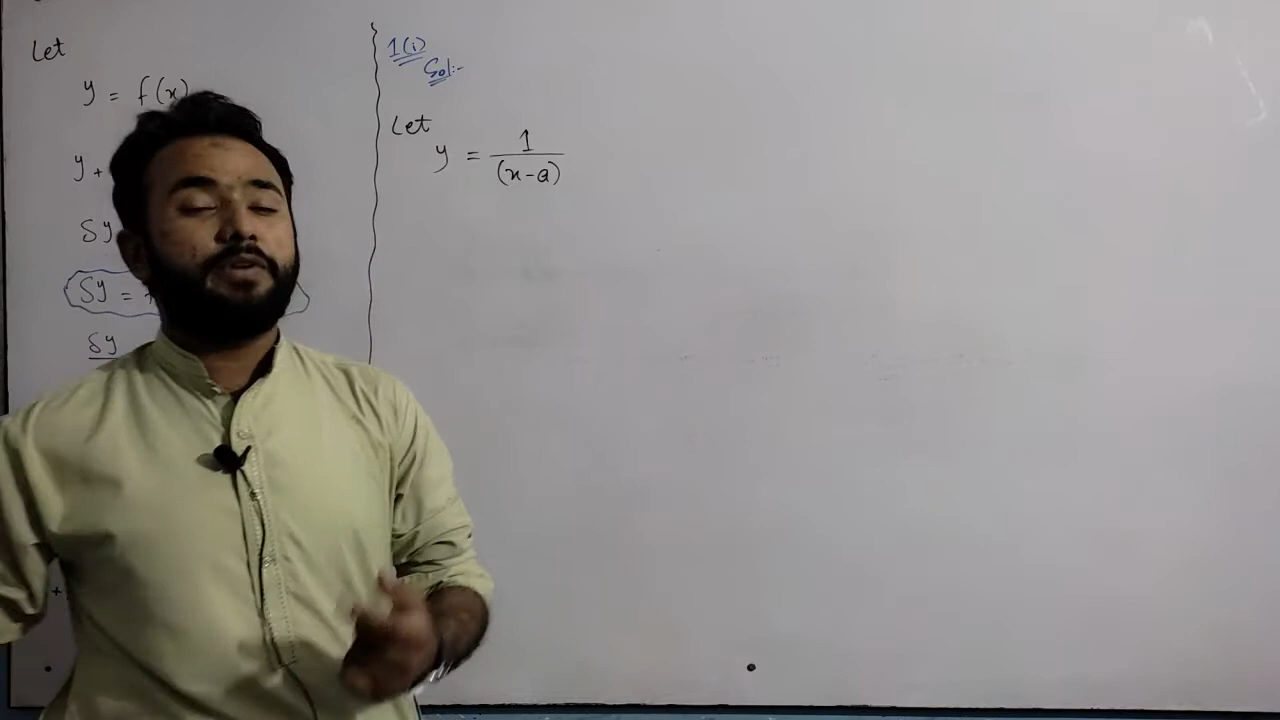 Let
y = f(x)
y +
δy
δy =
δy
+
1(i)
Sol:-
Let
y = 1/(x-a)